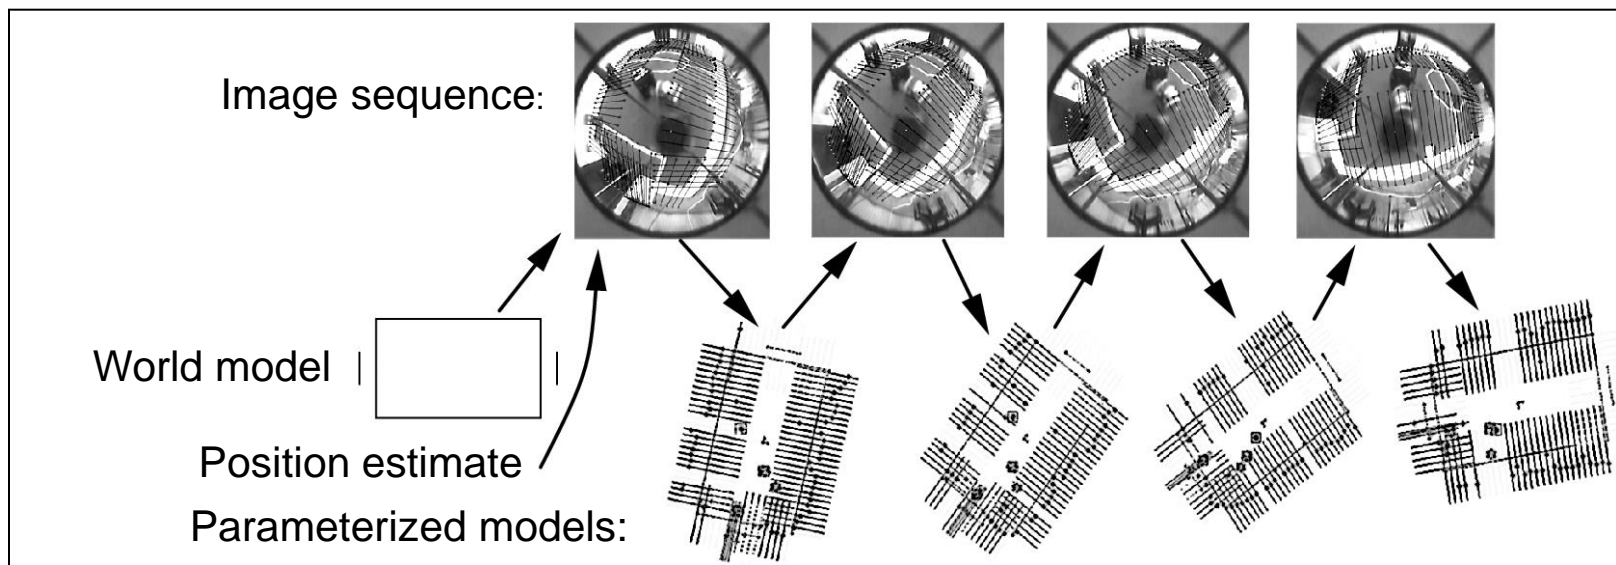 Image sequence:
World model
Position estimate
Parameterized models: